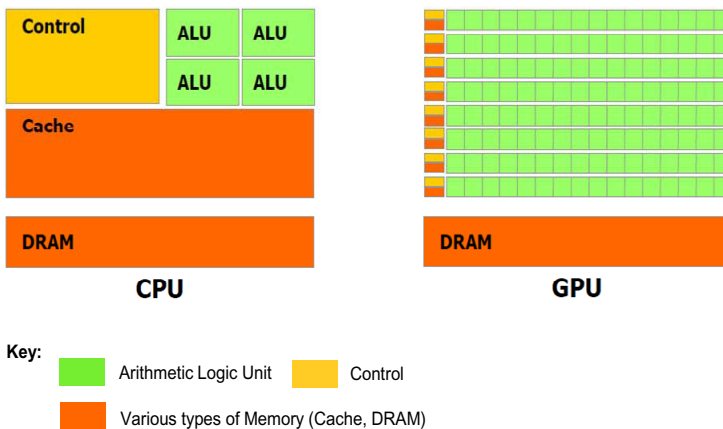 Control
ALU ALU
ALU ALU
Cache
DRAM
CPU
DRAM
GPU
Key:
Arithmetic Logic Unit Control
Various types of Memory (Cache, DRAM)